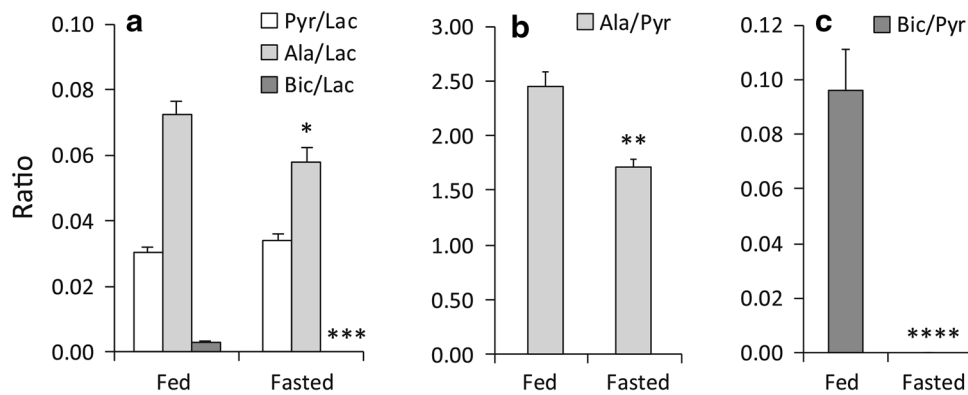 a
Pyr/Lac
Ala/Lac
Bic/Lac
Ratio
0.10
0.08
0.06
0.04
0.02
0.00
*
***
Fed
Fasted
b
Ala/Pyr
3.00
2.50
2.00
1.50
1.00
0.50
0.00
**
Fed
Fasted
c
Bic/Pyr
0.12
0.10
0.08
0.06
0.04
0.02
0.00
****
Fed
Fasted